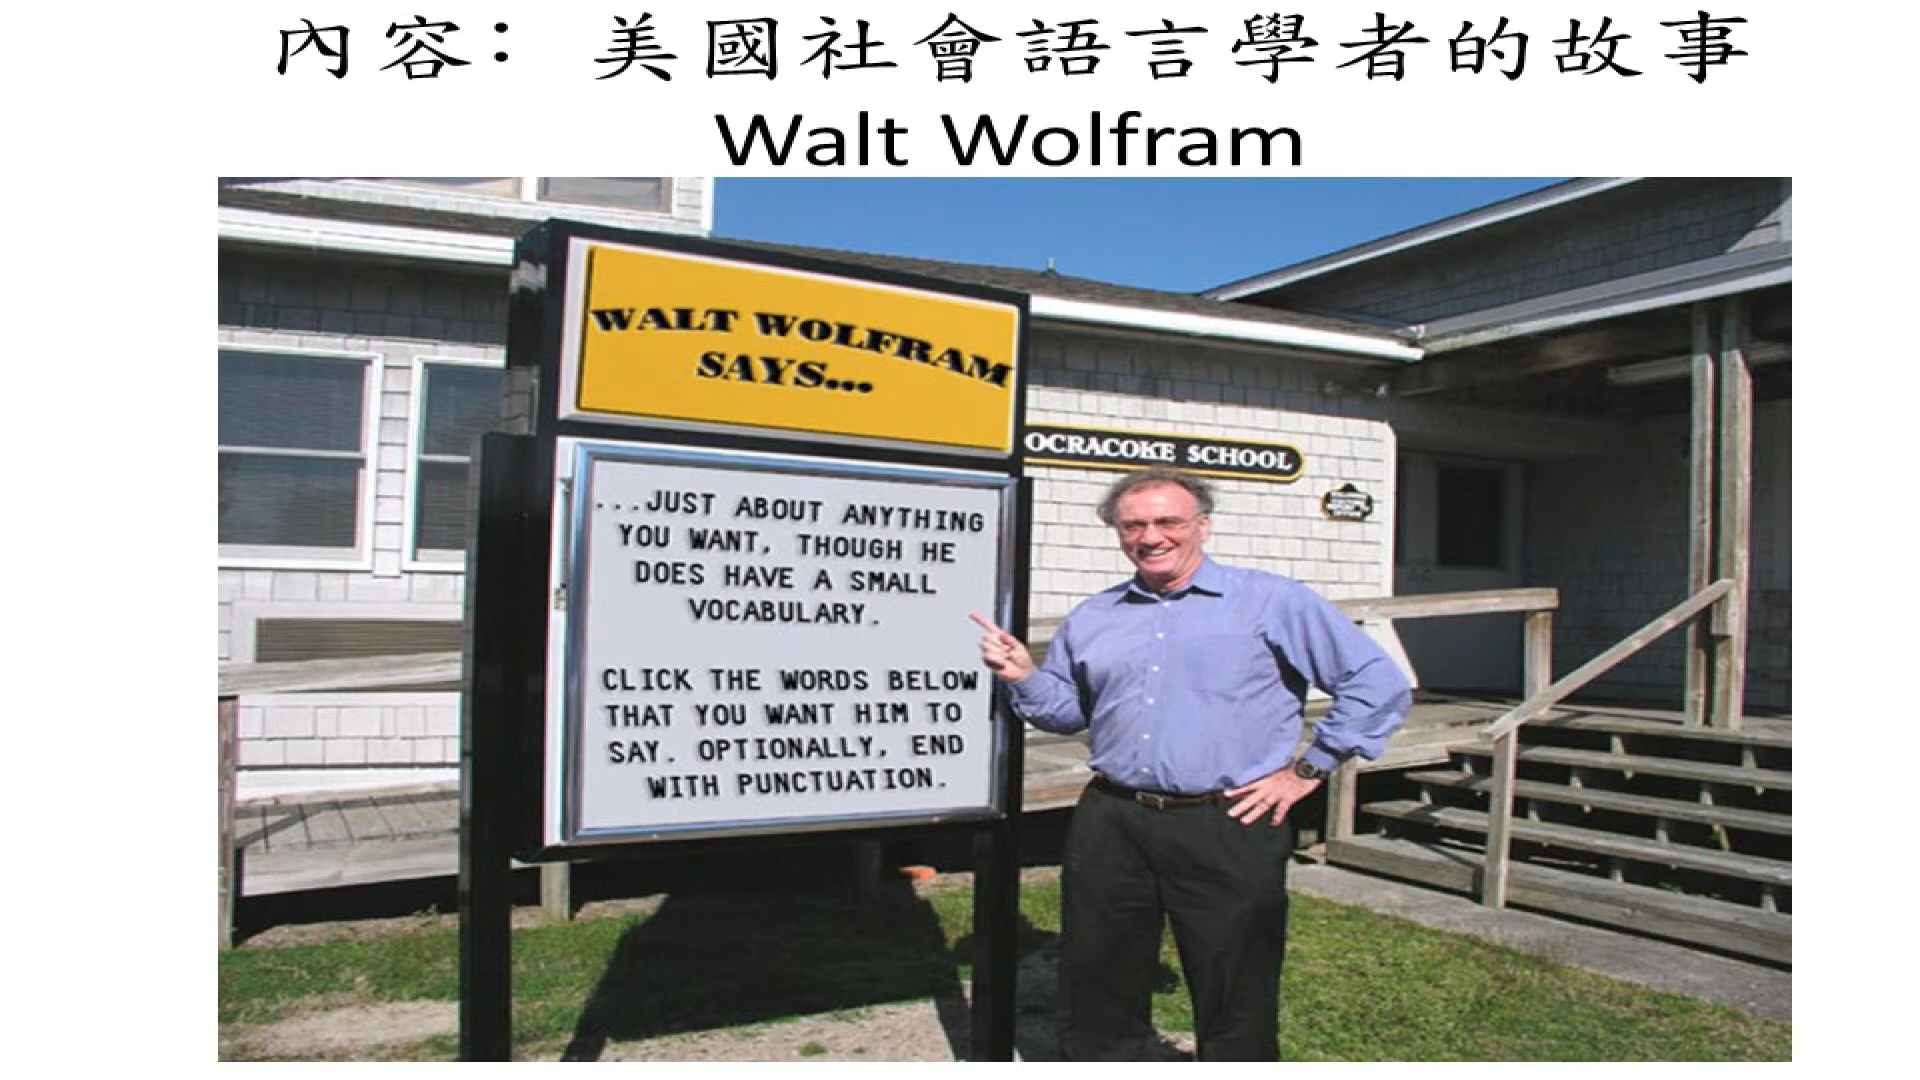 內容：美國社會語言學者的故事
Walt Wolfram
WALT WOLFRAM
SAYS...
OCRACOKE SCHOOL
...JUST ABOUT ANYTHING
YOU WANT, THOUGH HE
DOES HAVE A SMALL
VOCABULARY.
CLICK THE WORDS BELOW
THAT YOU WANT HIM TO
SAY. OPTIONALLY, END
WITH PUNCTUATION.